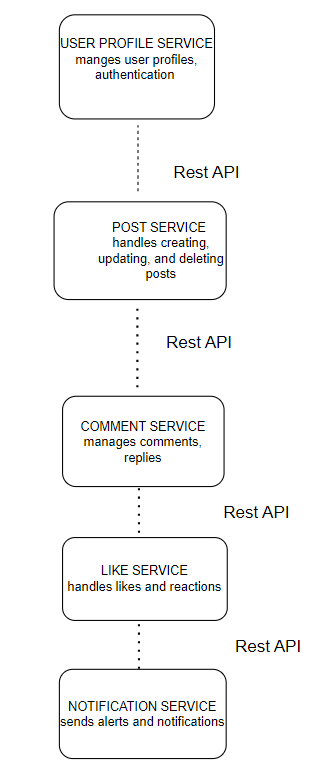 USER PROFILE SERVICE
manges user profiles,
authentication
Rest API
POST SERVICE
handles creating,
updating, and deleting
posts
Rest API
COMMENT SERVICE
manages comments,
replies
Rest API
LIKE SERVICE
handles likes and reactions
Rest API
NOTIFICATION SERVICE
sends alerts and notifications